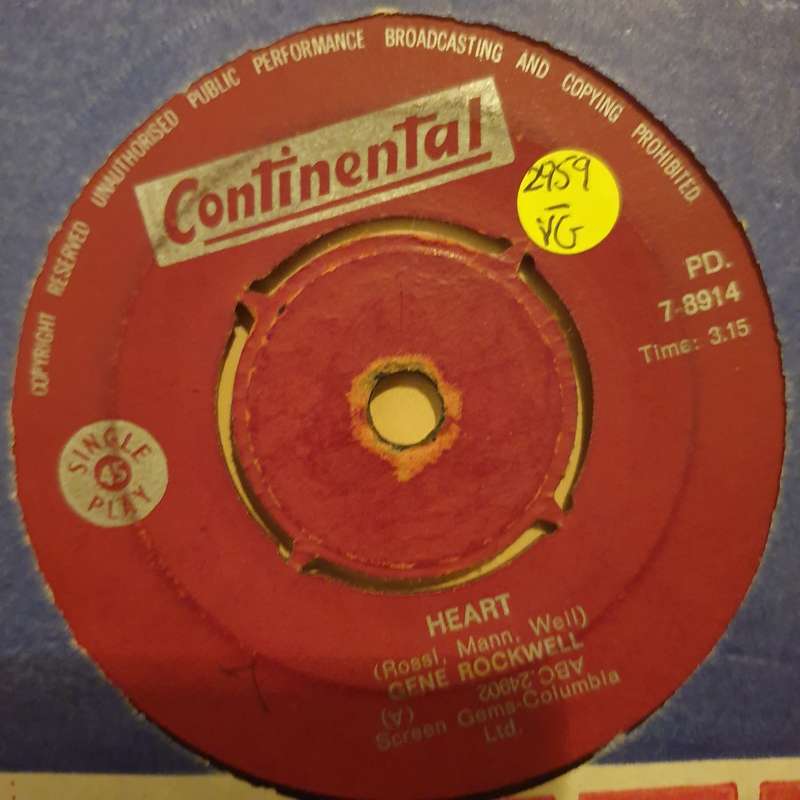 COPYRIGHT RESERVED UNAUTHORISED PUBLIC PERFORMANCE BROADCASTING AND COPYING PROHIBITED
Continental
2959
VG
PD.
7-8914
Time: 3.15
SINGLE
45
PLAY
HEART
(Rossi, Mann, Weil)
GENE ROCKWELL
ABC 24902
(A)
Screen Gems-Columbia
Ltd.